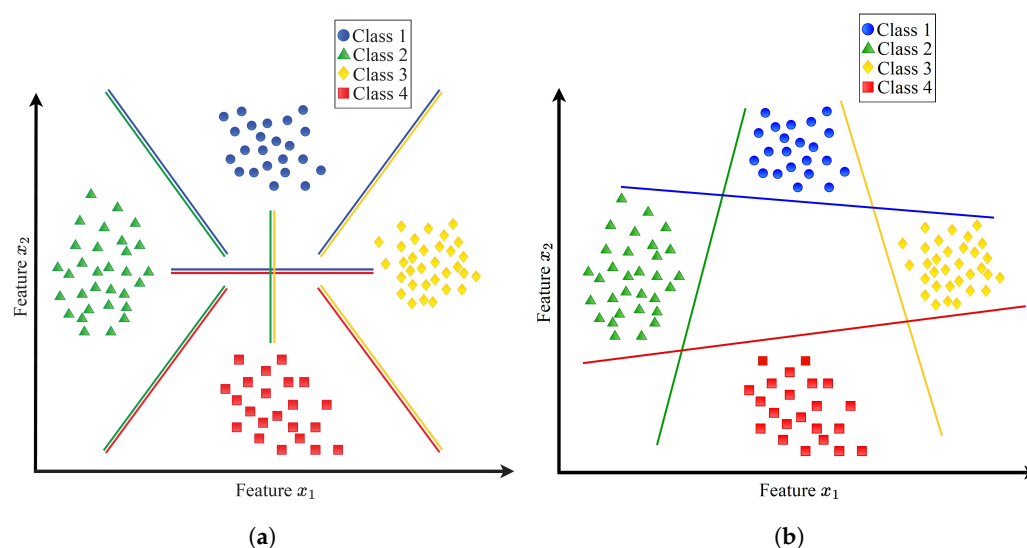 Class 1
Class 2
Class 3
Class 4
Feature x₂
Feature x₁
(a)
Class 1
Class 2
Class 3
Class 4
Feature x₂
Feature x₁
(b)